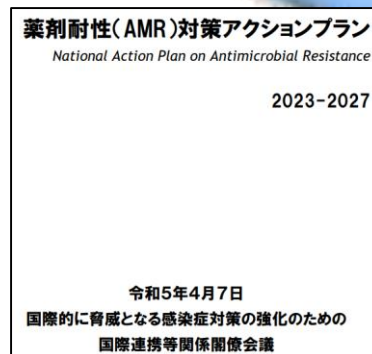 薬剤耐性(AMR)対策アクションプラン
National Action Plan on Antimicrobial Resistance
2023-2027
令和5年4月7日
国際的に脅威となる感染症対策の強化のための
国際連携等関係閣僚会議